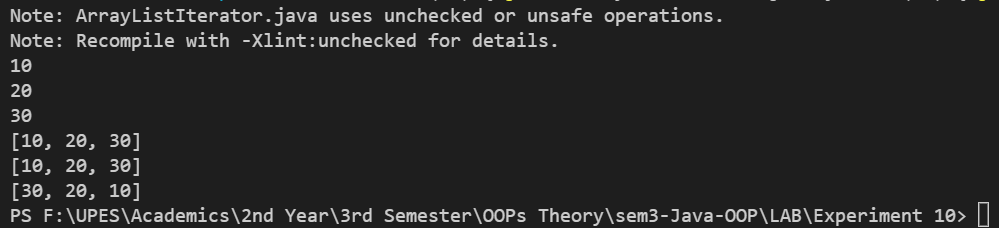 Note: ArrayListIterator.java uses unchecked or unsafe operations.
Note: Recompile with -Xlint:unchecked for details.
10
20
30
[10, 20, 30]
[10, 20, 30]
[30, 20, 10]
PS F:\UPES\Academics\2nd Year\3rd Semester\OOPs Theory\sem3-Java-OOP\LAB\Experiment 10>